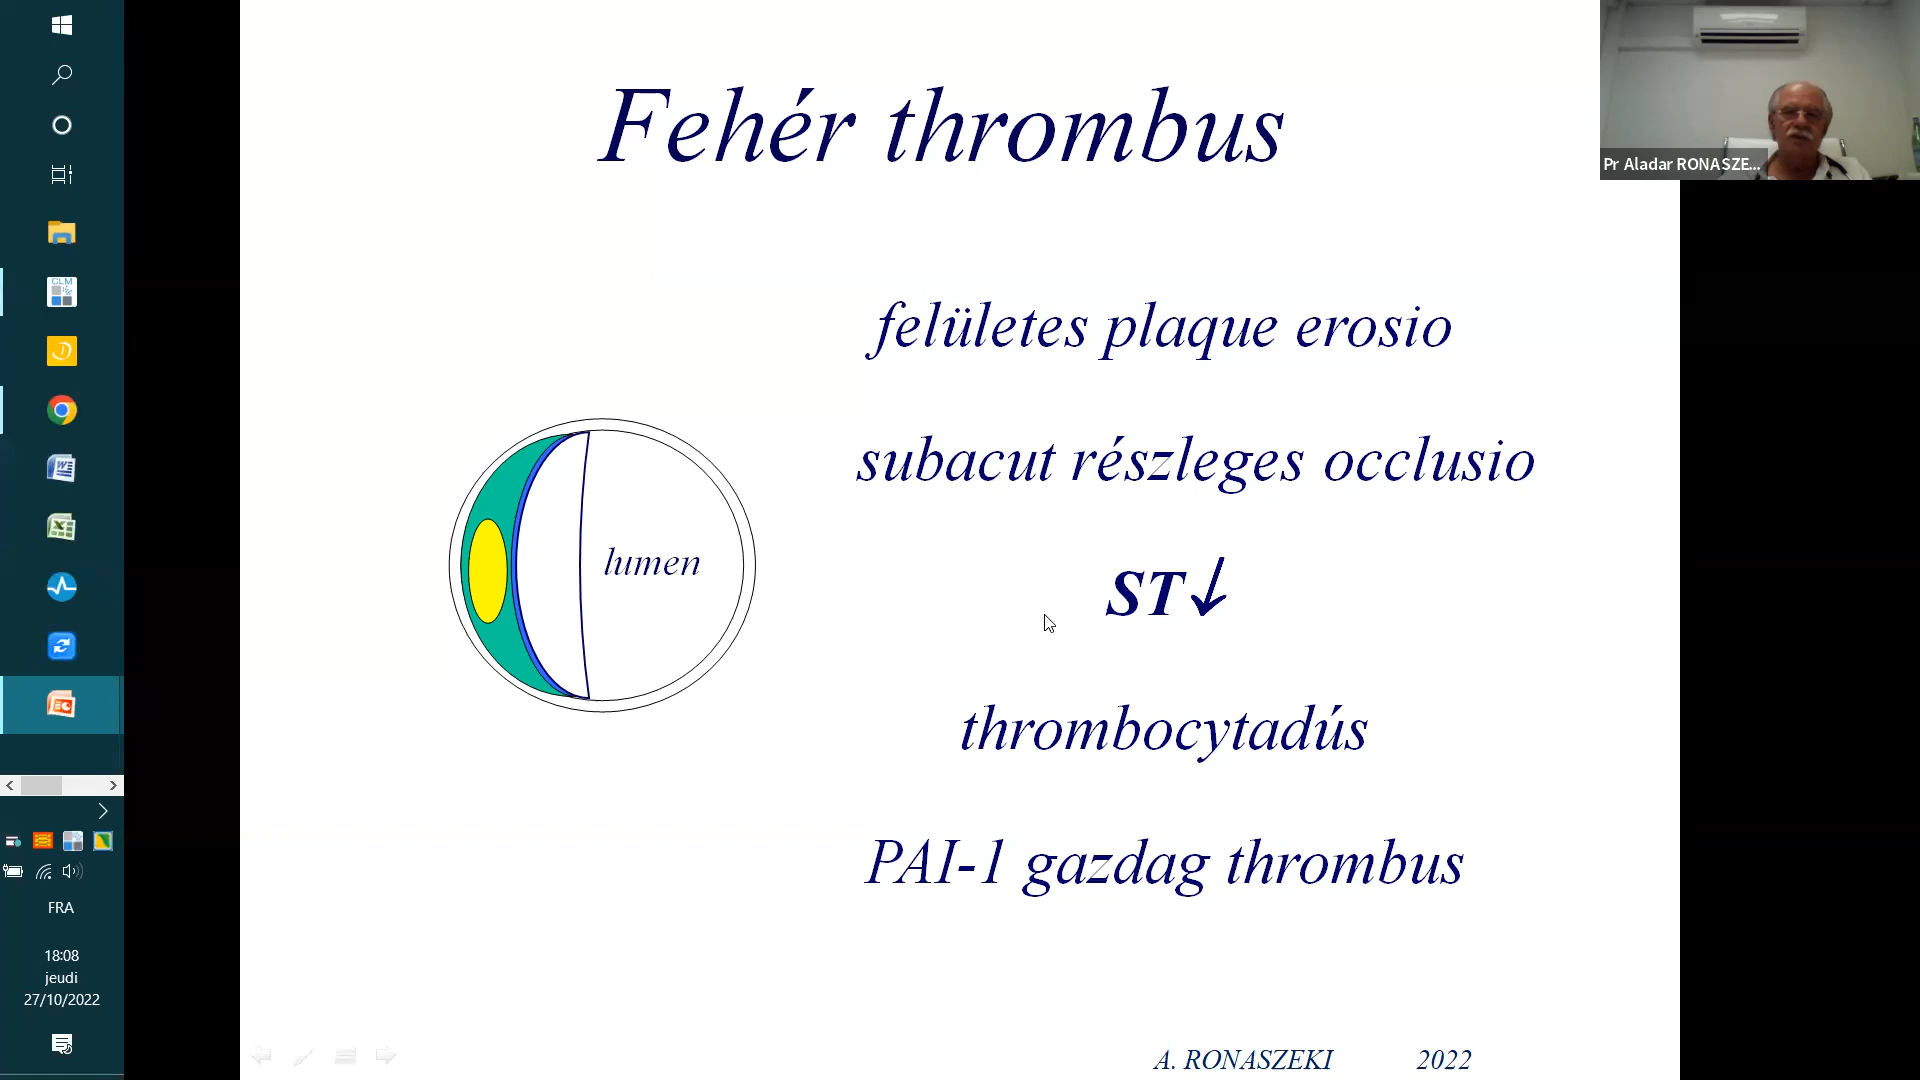 Fehér thrombus
Pr Aladar RONASZE...
felületes plaque erosio
subacut részleges occlusio
lumen
ST↓
thrombocytadús
PAI-1 gazdag thrombus
A. RONASZEKI 2022
CLM
FRA
18:08
jeudi
27/10/2022